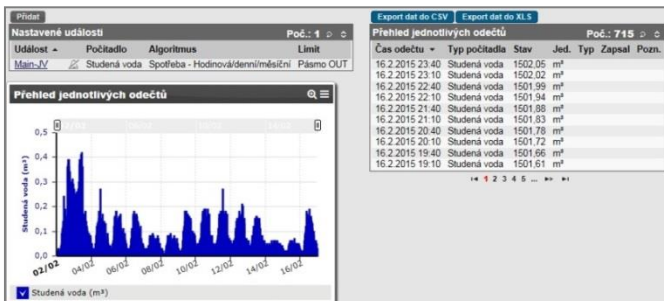 Přidat
Nastavené události Poč.: 1
Událost Počitadlo Algoritmus Limit
Main-JV Studená voda Spotřeba - Hodinová/denní/měsíční Pásmo OUT
Přehled jednotlivých odečtů
0,5
0,4
0,3
0,2
0,1
0,0
Studená voda (m³)
02/02 04/02 06/02 08/02 10/02 12/02 14/02 16/02
Studená voda (m³)
Export dat do CSV Export dat do XLS
Přehled jednotlivých odečtů Poč.: 715
Čas odečtu Typ počitadla Stav Jed. Typ Zapsal Pozn.
16.2.2015 23:40 Studená voda 1502,05 m³
16.2.2015 23:10 Studená voda 1502,02 m³
16.2.2015 22:40 Studená voda 1501,99 m³
16.2.2015 22:10 Studená voda 1501,94 m³
16.2.2015 21:40 Studená voda 1501,88 m³
16.2.2015 21:10 Studená voda 1501,83 m³
16.2.2015 20:40 Studená voda 1501,78 m³
16.2.2015 20:10 Studená voda 1501,72 m³
16.2.2015 19:40 Studená voda 1501,66 m³
16.2.2015 19:10 Studená voda 1501,61 m³
1 2 3 4 5 ...